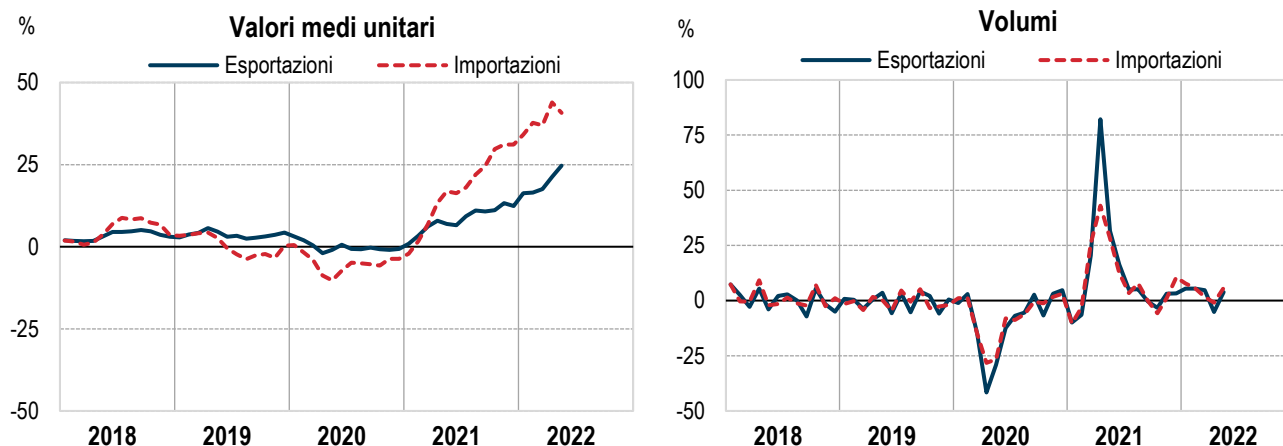 % Valori medi unitari
Esportazioni Importazioni
50
25
0
-25
-50
2018 2019 2020 2021 2022
% Volumi
Esportazioni Importazioni
100
75
50
25
0
-25
-50
2018 2019 2020 2021 2022